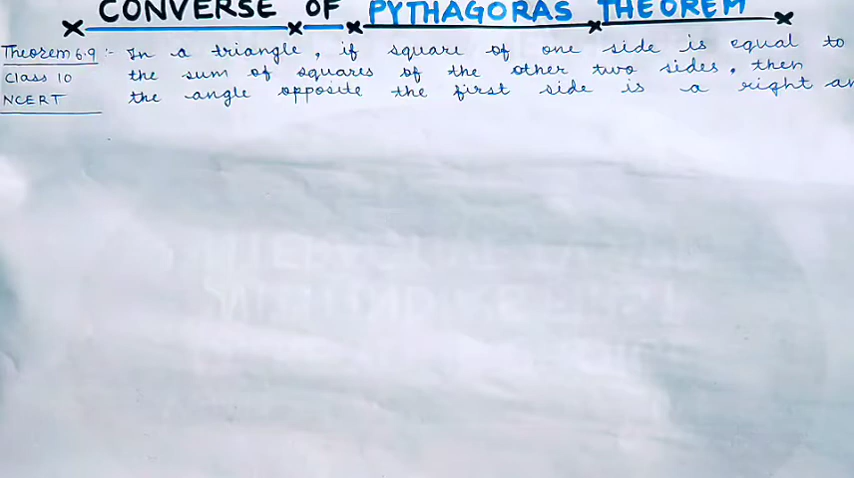 CONVERSE OF PYTHAGORAS THEOREM
Theorem 6.9 :- In a triangle, if square of one side is equal to
Class 10 the sum of squares of the other two sides, then
NCERT the angle opposite the first side is a right an